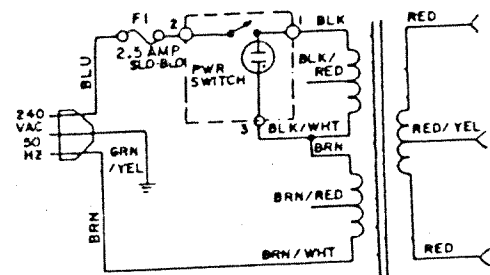 F1
2
1
BLK
RED
2.5 AMP
SLO-BLO
BLU
PWR
SWITCH
BLK/
RED
240
VAC
50
HZ
3
BLK/WHT
RED/YEL
GRN
/YEL
BRN
BRN/RED
BRN
BRN/WHT
RED